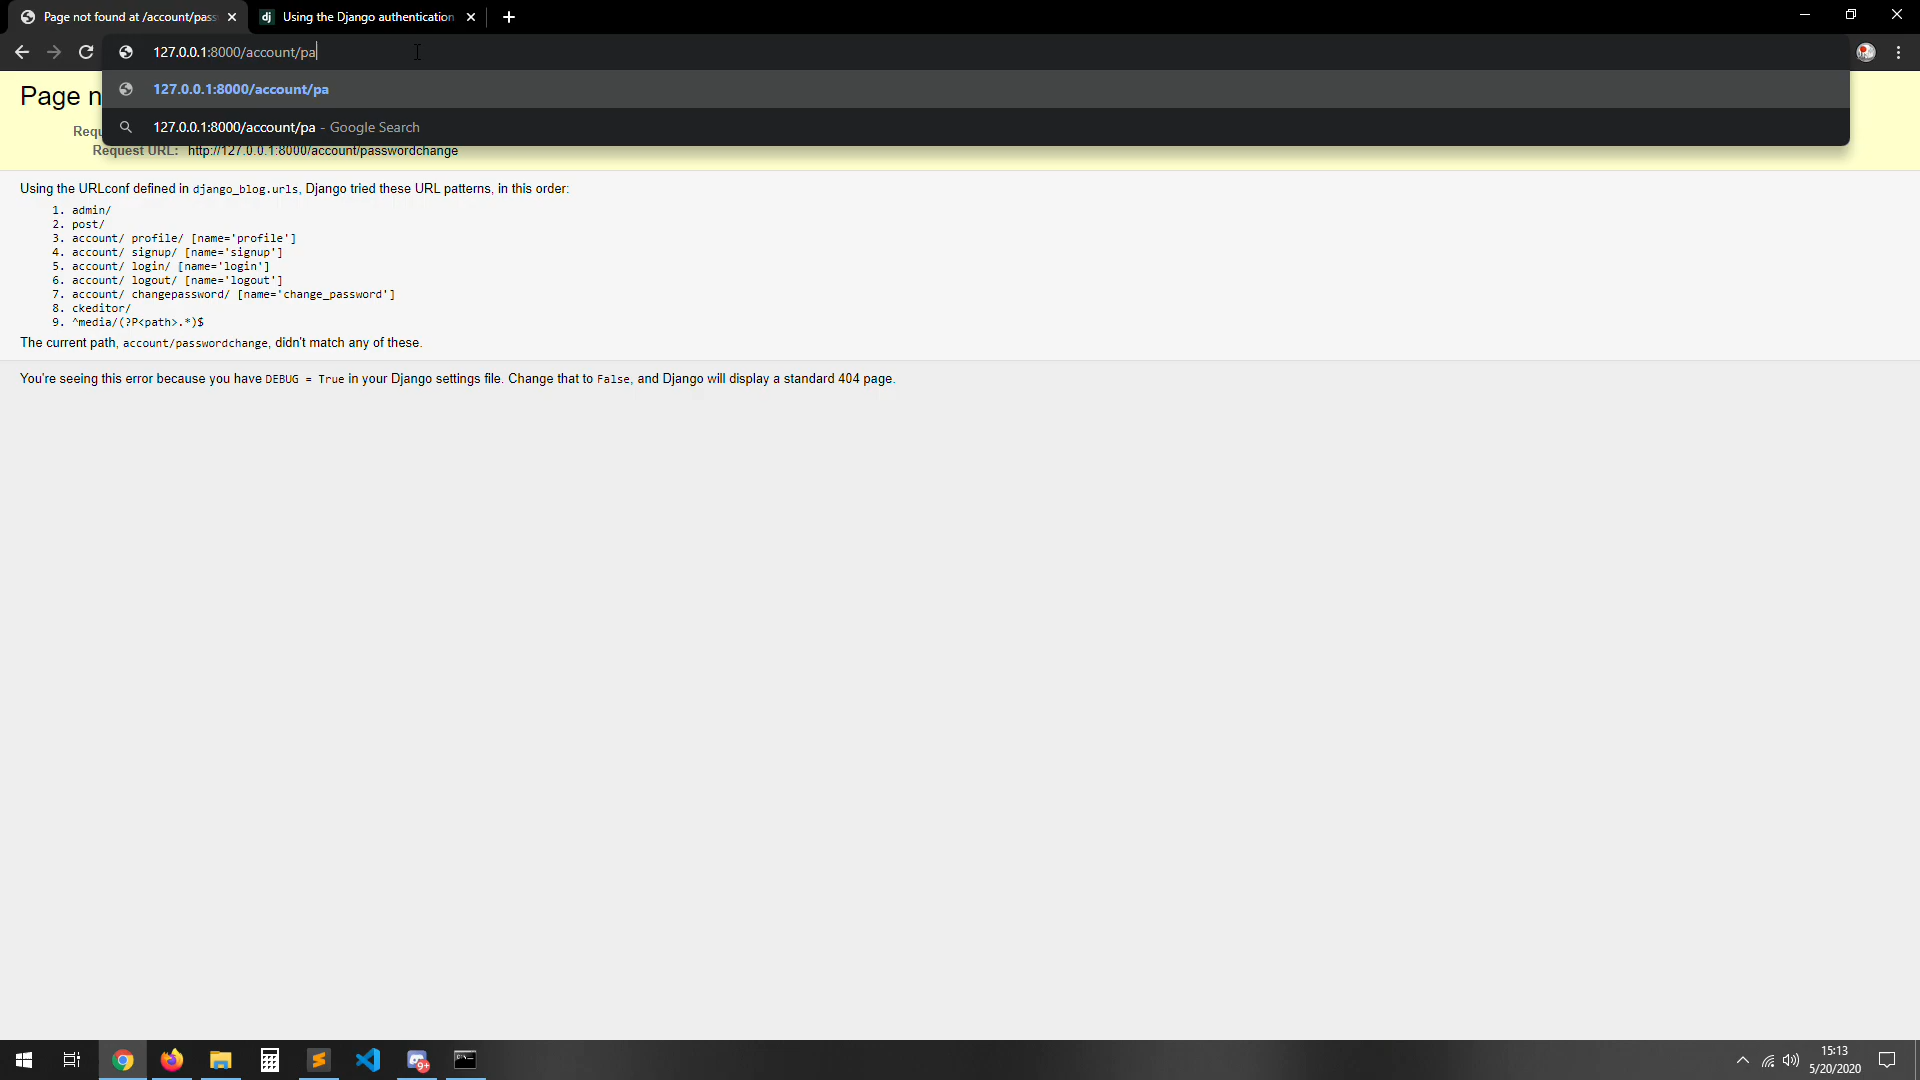 Page not found at /account/pass
Using the Django authentication
127.0.0.1:8000/account/pa
127.0.0.1:8000/account/pa
127.0.0.1:8000/account/pa - Google Search
Page n
Requ
Request URL: http://127.0.0.1:8000/account/passwordchange
Using the URLconf defined in django_blog.urls, Django tried these URL patterns, in this order:
1. admin/
2. post/
3. account/ profile/ [name='profile']
4. account/ signup/ [name='signup']
5. account/ login/ [name='login']
6. account/ logout/ [name='logout']
7. account/ changepassword/ [name='change_password']
8. ckeditor/
9. ^media/(?P<path>.*)$
The current path, account/passwordchange, didn't match any of these.
You're seeing this error because you have DEBUG = True in your Django settings file. Change that to False, and Django will display a standard 404 page.
9+
15:13
5/20/2020